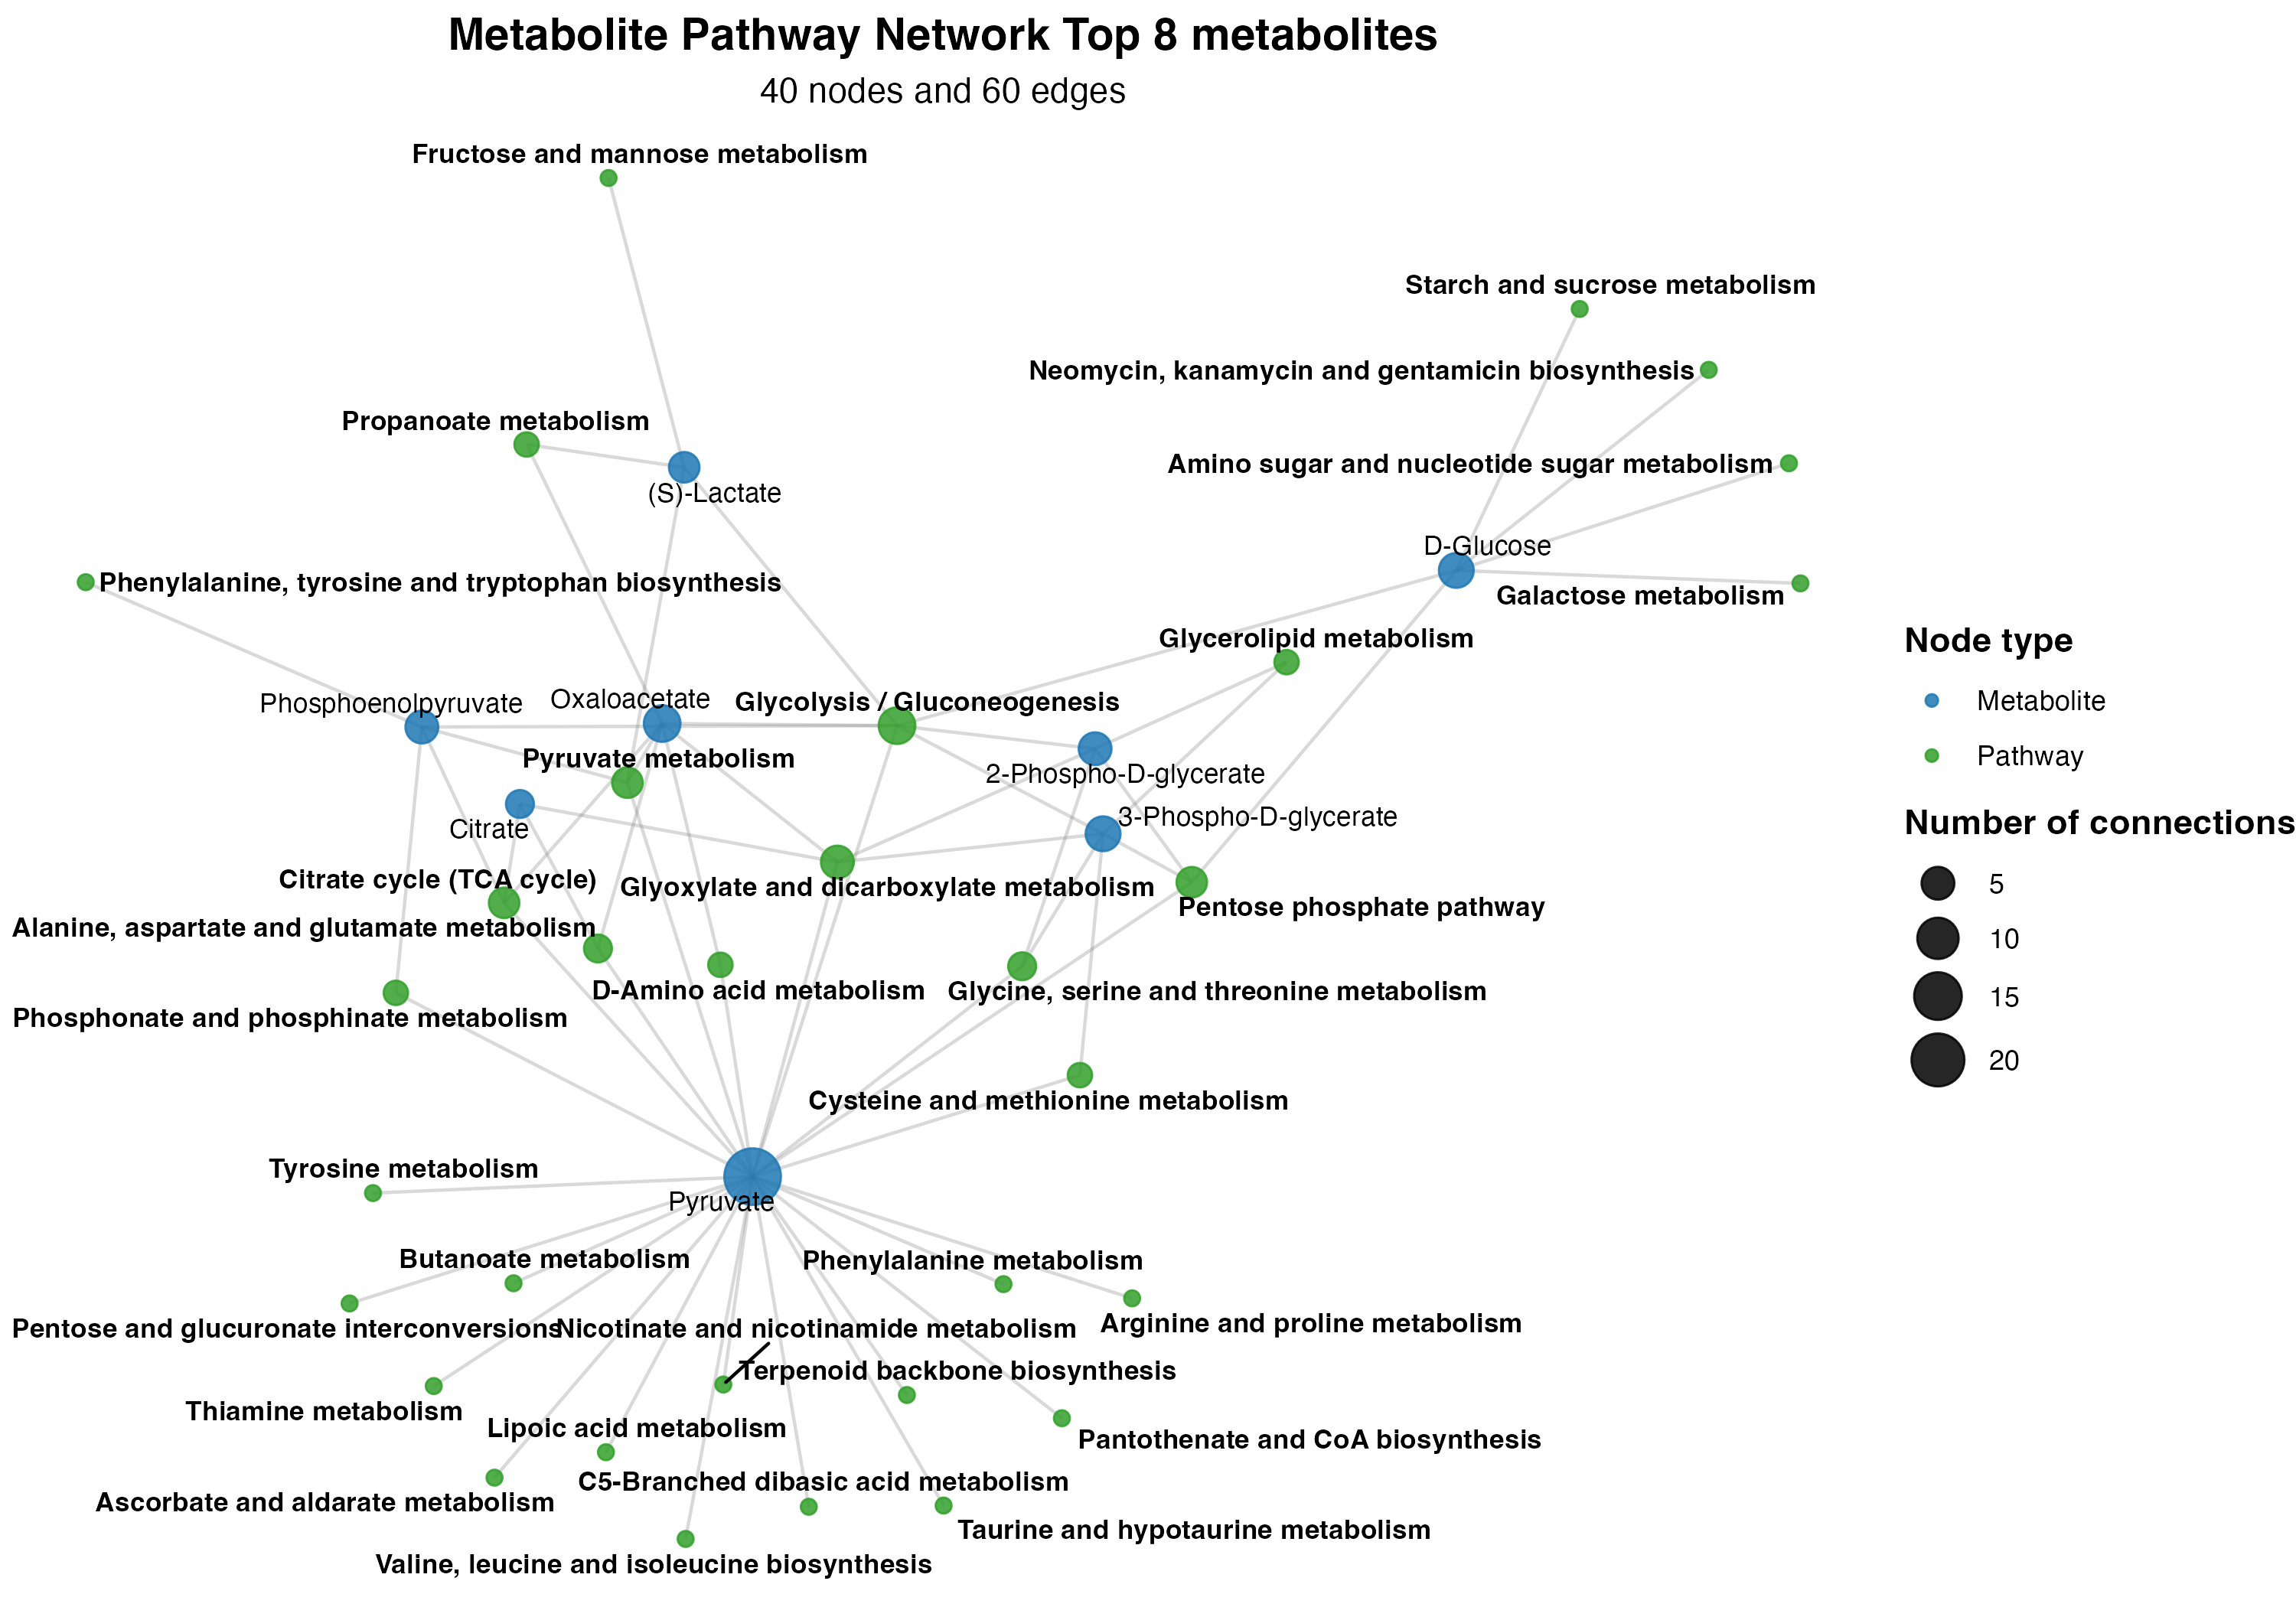 Metabolite Pathway Network Top 8 metabolites
40 nodes and 60 edges
Fructose and mannose metabolism
Starch and sucrose metabolism
Neomycin, kanamycin and gentamicin biosynthesis
Propanoate metabolism
Amino sugar and nucleotide sugar metabolism
(S)-Lactate
D-Glucose
Phenylalanine, tyrosine and tryptophan biosynthesis
Galactose metabolism
Glycerolipid metabolism
Phosphoenolpyruvate
Oxaloacetate
Glycolysis / Gluconeogenesis
Pyruvate metabolism
2-Phospho-D-glycerate
3-Phospho-D-glycerate
Citrate
Citrate cycle (TCA cycle)
Glyoxylate and dicarboxylate metabolism
Pentose phosphate pathway
Alanine, aspartate and glutamate metabolism
D-Amino acid metabolism
Glycine, serine and threonine metabolism
Phosphonate and phosphinate metabolism
Cysteine and methionine metabolism
Tyrosine metabolism
Pyruvate
Butanoate metabolism
Phenylalanine metabolism
Pentose and glucuronate interconversions
Nicotinate and nicotinamide metabolism
Arginine and proline metabolism
Terpenoid backbone biosynthesis
Thiamine metabolism
Lipoic acid metabolism
Pantothenate and CoA biosynthesis
C5-Branched dibasic acid metabolism
Ascorbate and aldarate metabolism
Taurine and hypotaurine metabolism
Valine, leucine and isoleucine biosynthesis
Node type
Metabolite
Pathway
Number of connections
5
10
15
20